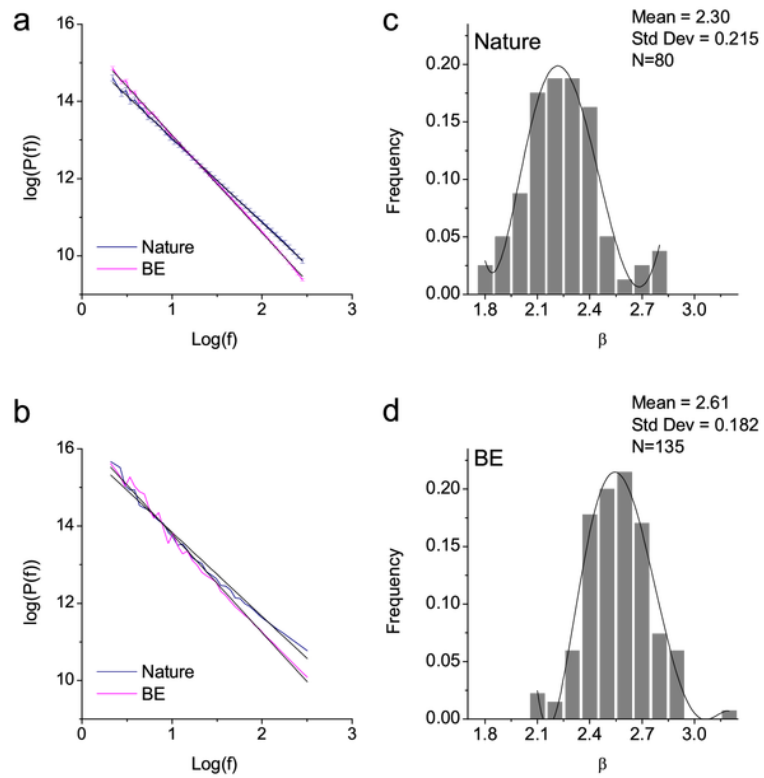 a
16
14
12
10
log(P(f))
Nature
BE
0
1
2
3
Log(f)
c
Nature
Mean = 2.30
Std Dev = 0.215
N=80
0.20
0.15
0.10
0.05
0.00
Frequency
1.8
2.1
2.4
2.7
3.0
β
b
16
14
12
10
log(P(f))
Nature
BE
0
1
2
3
Log(f)
d
BE
Mean = 2.61
Std Dev = 0.182
N=135
0.20
0.15
0.10
0.05
0.00
Frequency
1.8
2.1
2.4
2.7
3.0
β